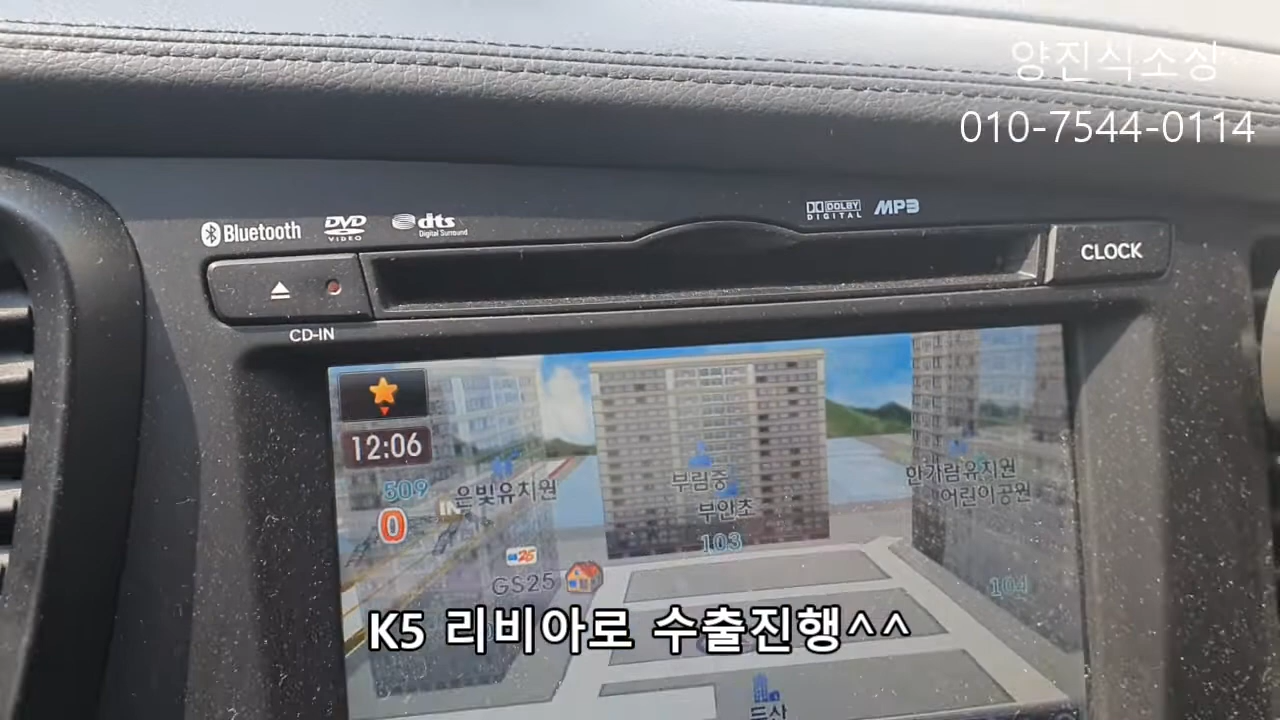 양진식소장
010-7544-0114
Bluetooth
DVD VIDEO
dts Digital Surround
DOLBY DIGITAL
MP3
CLOCK
CD-IN
12:06
509
0
은빛유치원
부림중
부안초
103
한가람유치원
어린이공원
104
GS25
K5 리비아로 수출진행^^
두산